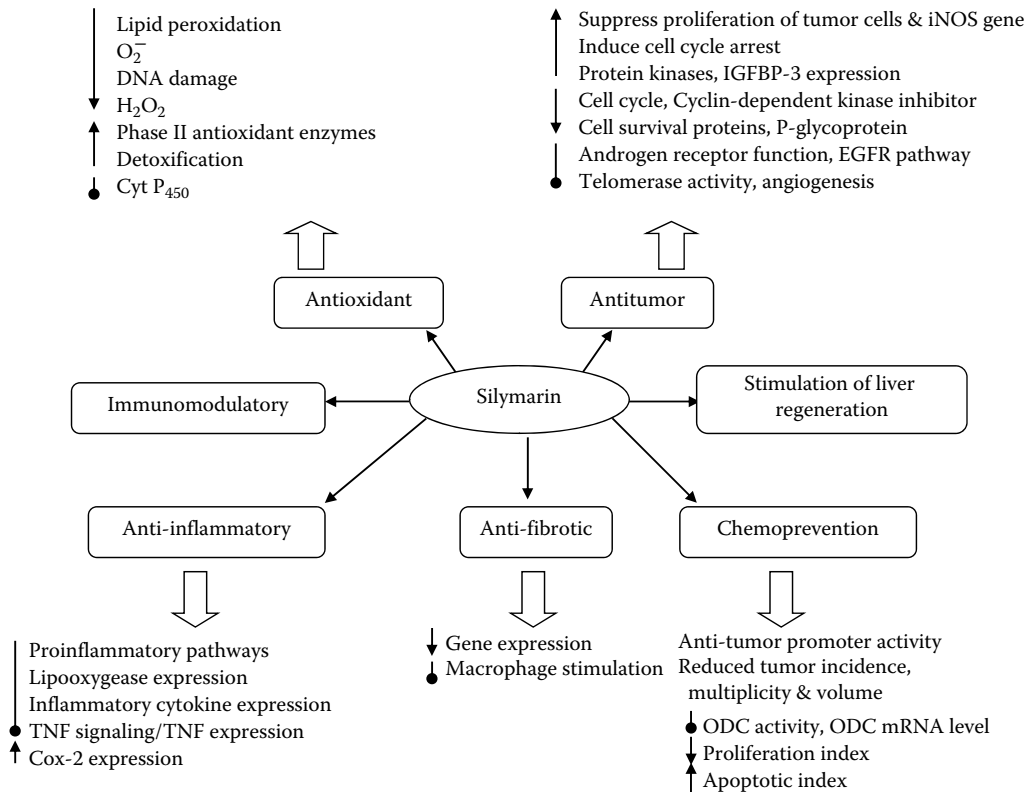 Lipid peroxidation
O₂⁻
DNA damage
H₂O₂
Phase II antioxidant enzymes
Detoxification
Cyt P₄₅₀
Suppress proliferation of tumor cells & iNOS gene
Induce cell cycle arrest
Protein kinases, IGFBP-3 expression
Cell cycle, Cyclin-dependent kinase inhibitor
Cell survival proteins, P-glycoprotein
Androgen receptor function, EGFR pathway
Telomerase activity, angiogenesis
Antioxidant
Antitumor
Immunomodulatory
Silymarin
Stimulation of liver
regeneration
Anti-inflammatory
Anti-fibrotic
Chemoprevention
Proinflammatory pathways
Lipooxygease expression
Inflammatory cytokine expression
TNF signaling/TNF expression
Cox-2 expression
Gene expression
Macrophage stimulation
Anti-tumor promoter activity
Reduced tumor incidence,
multiplicity & volume
ODC activity, ODC mRNA level
Proliferation index
Apoptotic index